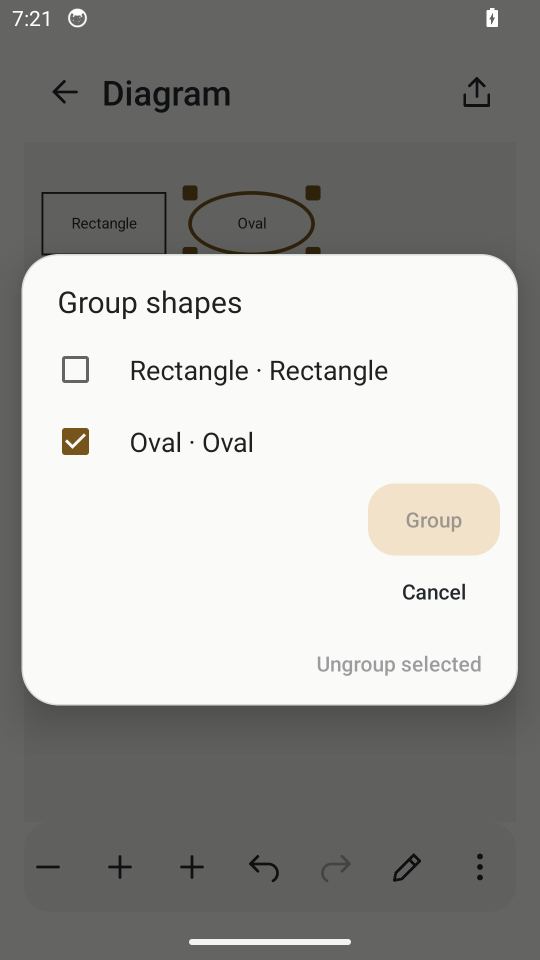 7:21
Diagram
Rectangle
Oval
Group shapes
Rectangle · Rectangle
Oval · Oval
Group
Cancel
Ungroup selected